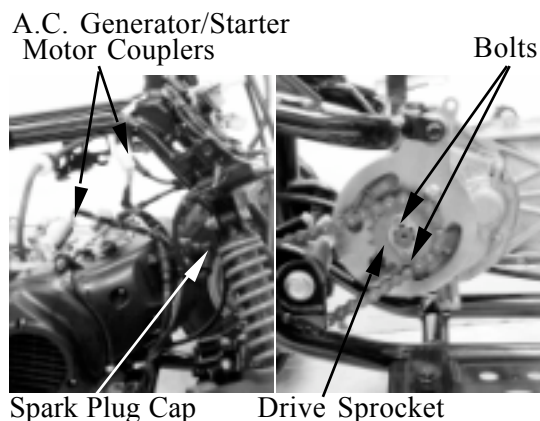 A.C. Generator/Starter
Motor Couplers
Bolts
Spark Plug Cap
Drive Sprocket